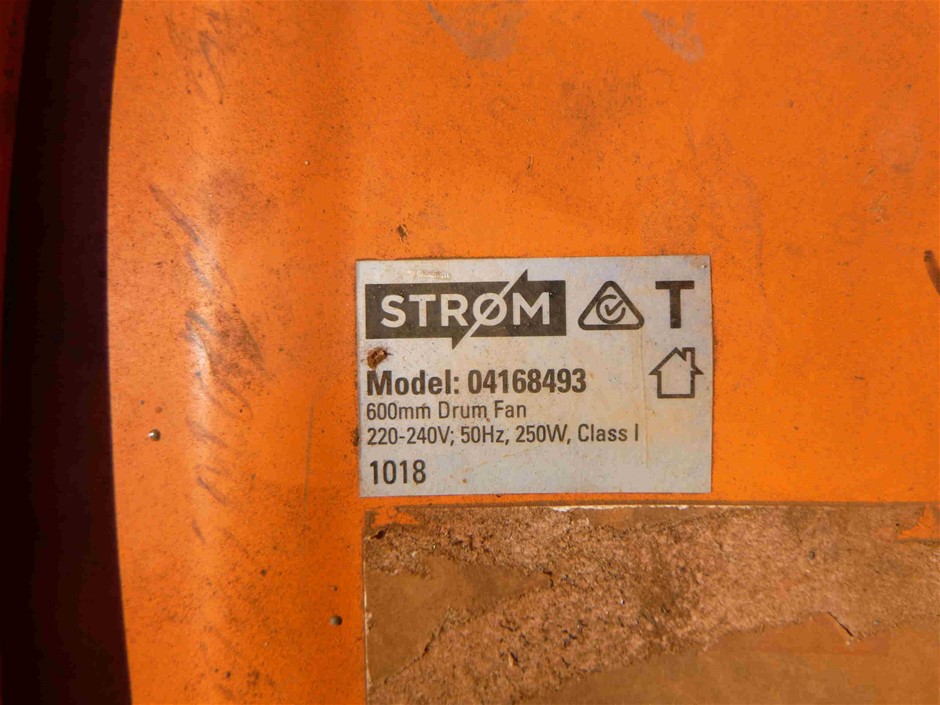 STRØM T
Model: 04168493
600mm Drum Fan
220-240V; 50Hz, 250W, Class I
1018